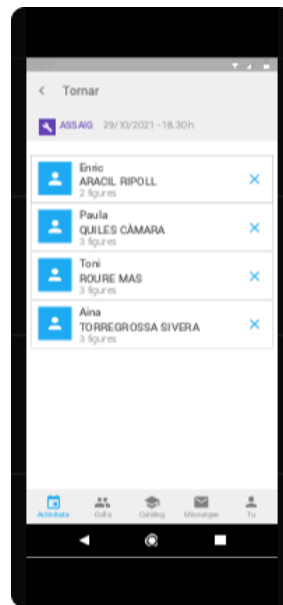 Tornar
ASSAIG 29/10/2021 - 18.30h
Enric
ARACIL RIPOLL
2 figures
Paula
QUILES CÀMARA
3 figures
Toni
ROURE MAS
3 figures
Aina
TORREGROSSA SIVERA
3 figures
Activitats Colla Catàleg Missatges Tu